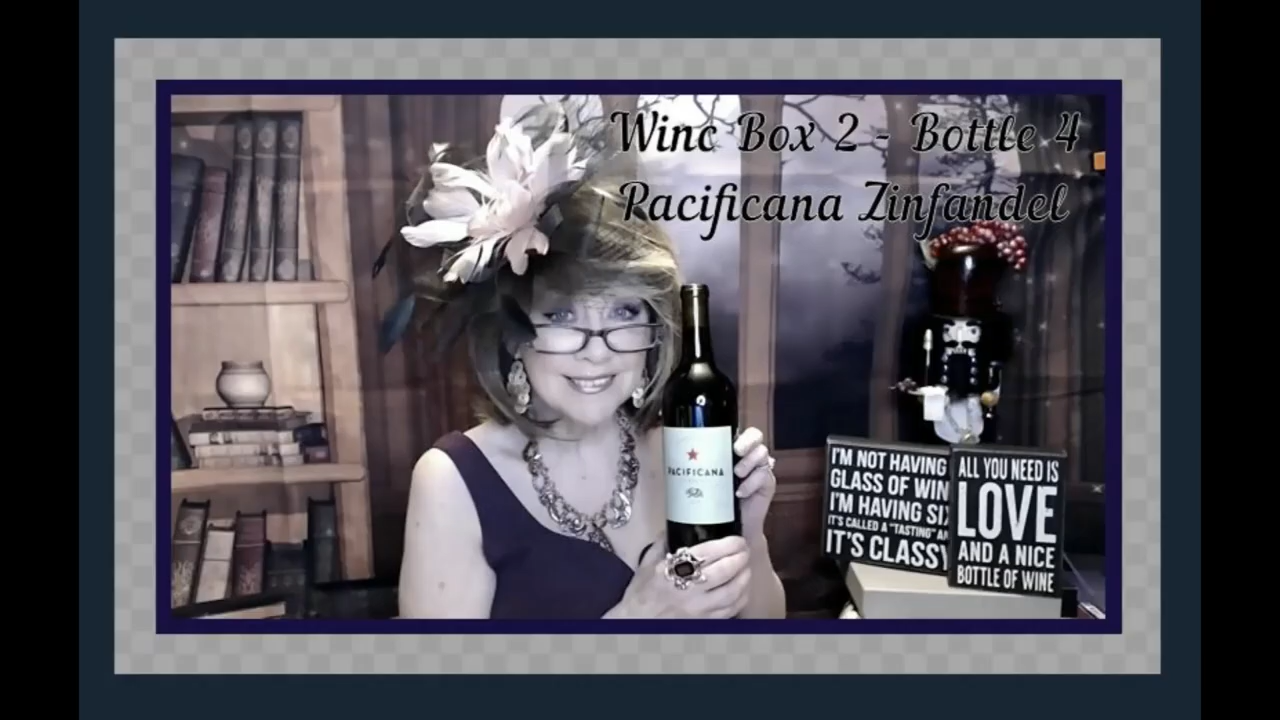 Winc Box 2 - Bottle 4
Pacificana Zinfandel
PACIFICANA
I'M NOT HAVING
GLASS OF WIN
I'M HAVING SI
IT'S CALLED A "TASTING" AN
IT'S CLASSY
ALL YOU NEED IS
LOVE
AND A NICE
BOTTLE OF WINE